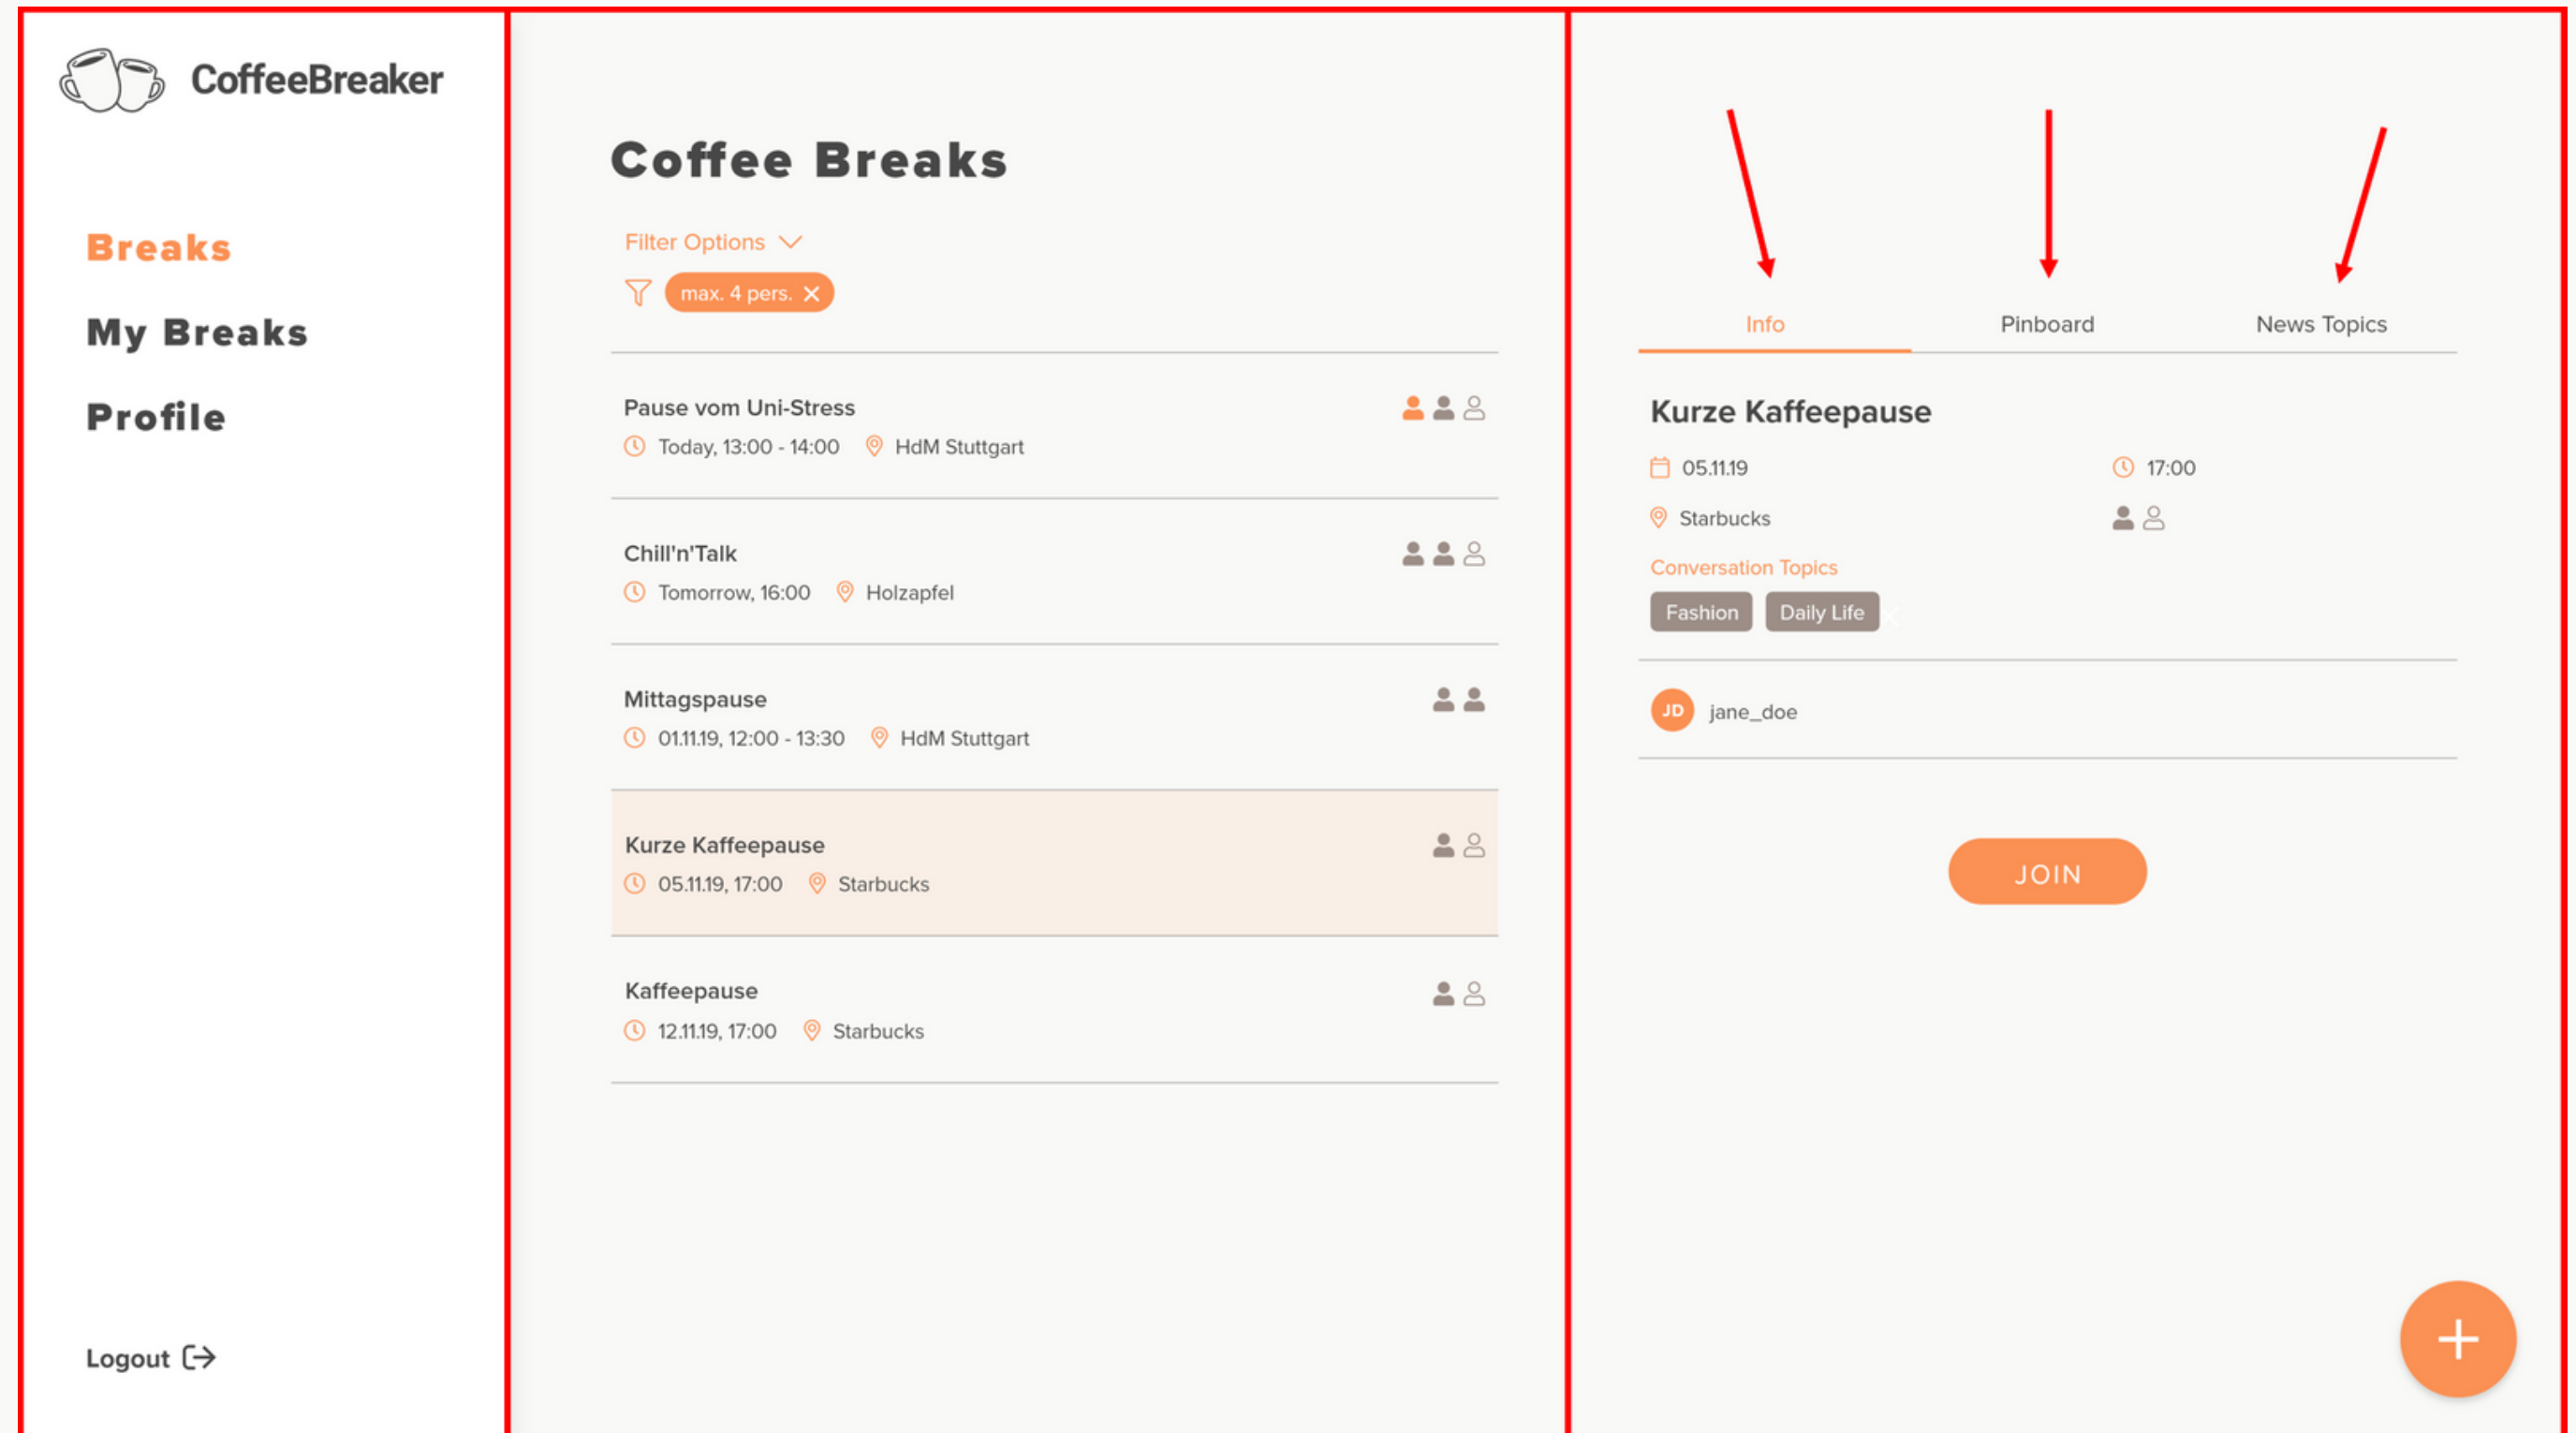 CoffeeBreaker
Breaks
My Breaks
Profile
Logout
Coffee Breaks
Filter Options
max. 4 pers.
Pause vom Uni-Stress
Today, 13:00 - 14:00 HdM Stuttgart
Chill'n'Talk
Tomorrow, 16:00 Holzapfel
Mittagspause
01.11.19, 12:00 - 13:30 HdM Stuttgart
Kurze Kaffeepause
05.11.19, 17:00 Starbucks
Kaffeepause
12.11.19, 17:00 Starbucks
Info Pinboard News Topics
Kurze Kaffeepause
05.11.19 17:00
Starbucks
Conversation Topics
Fashion Daily Life
JD jane_doe
JOIN